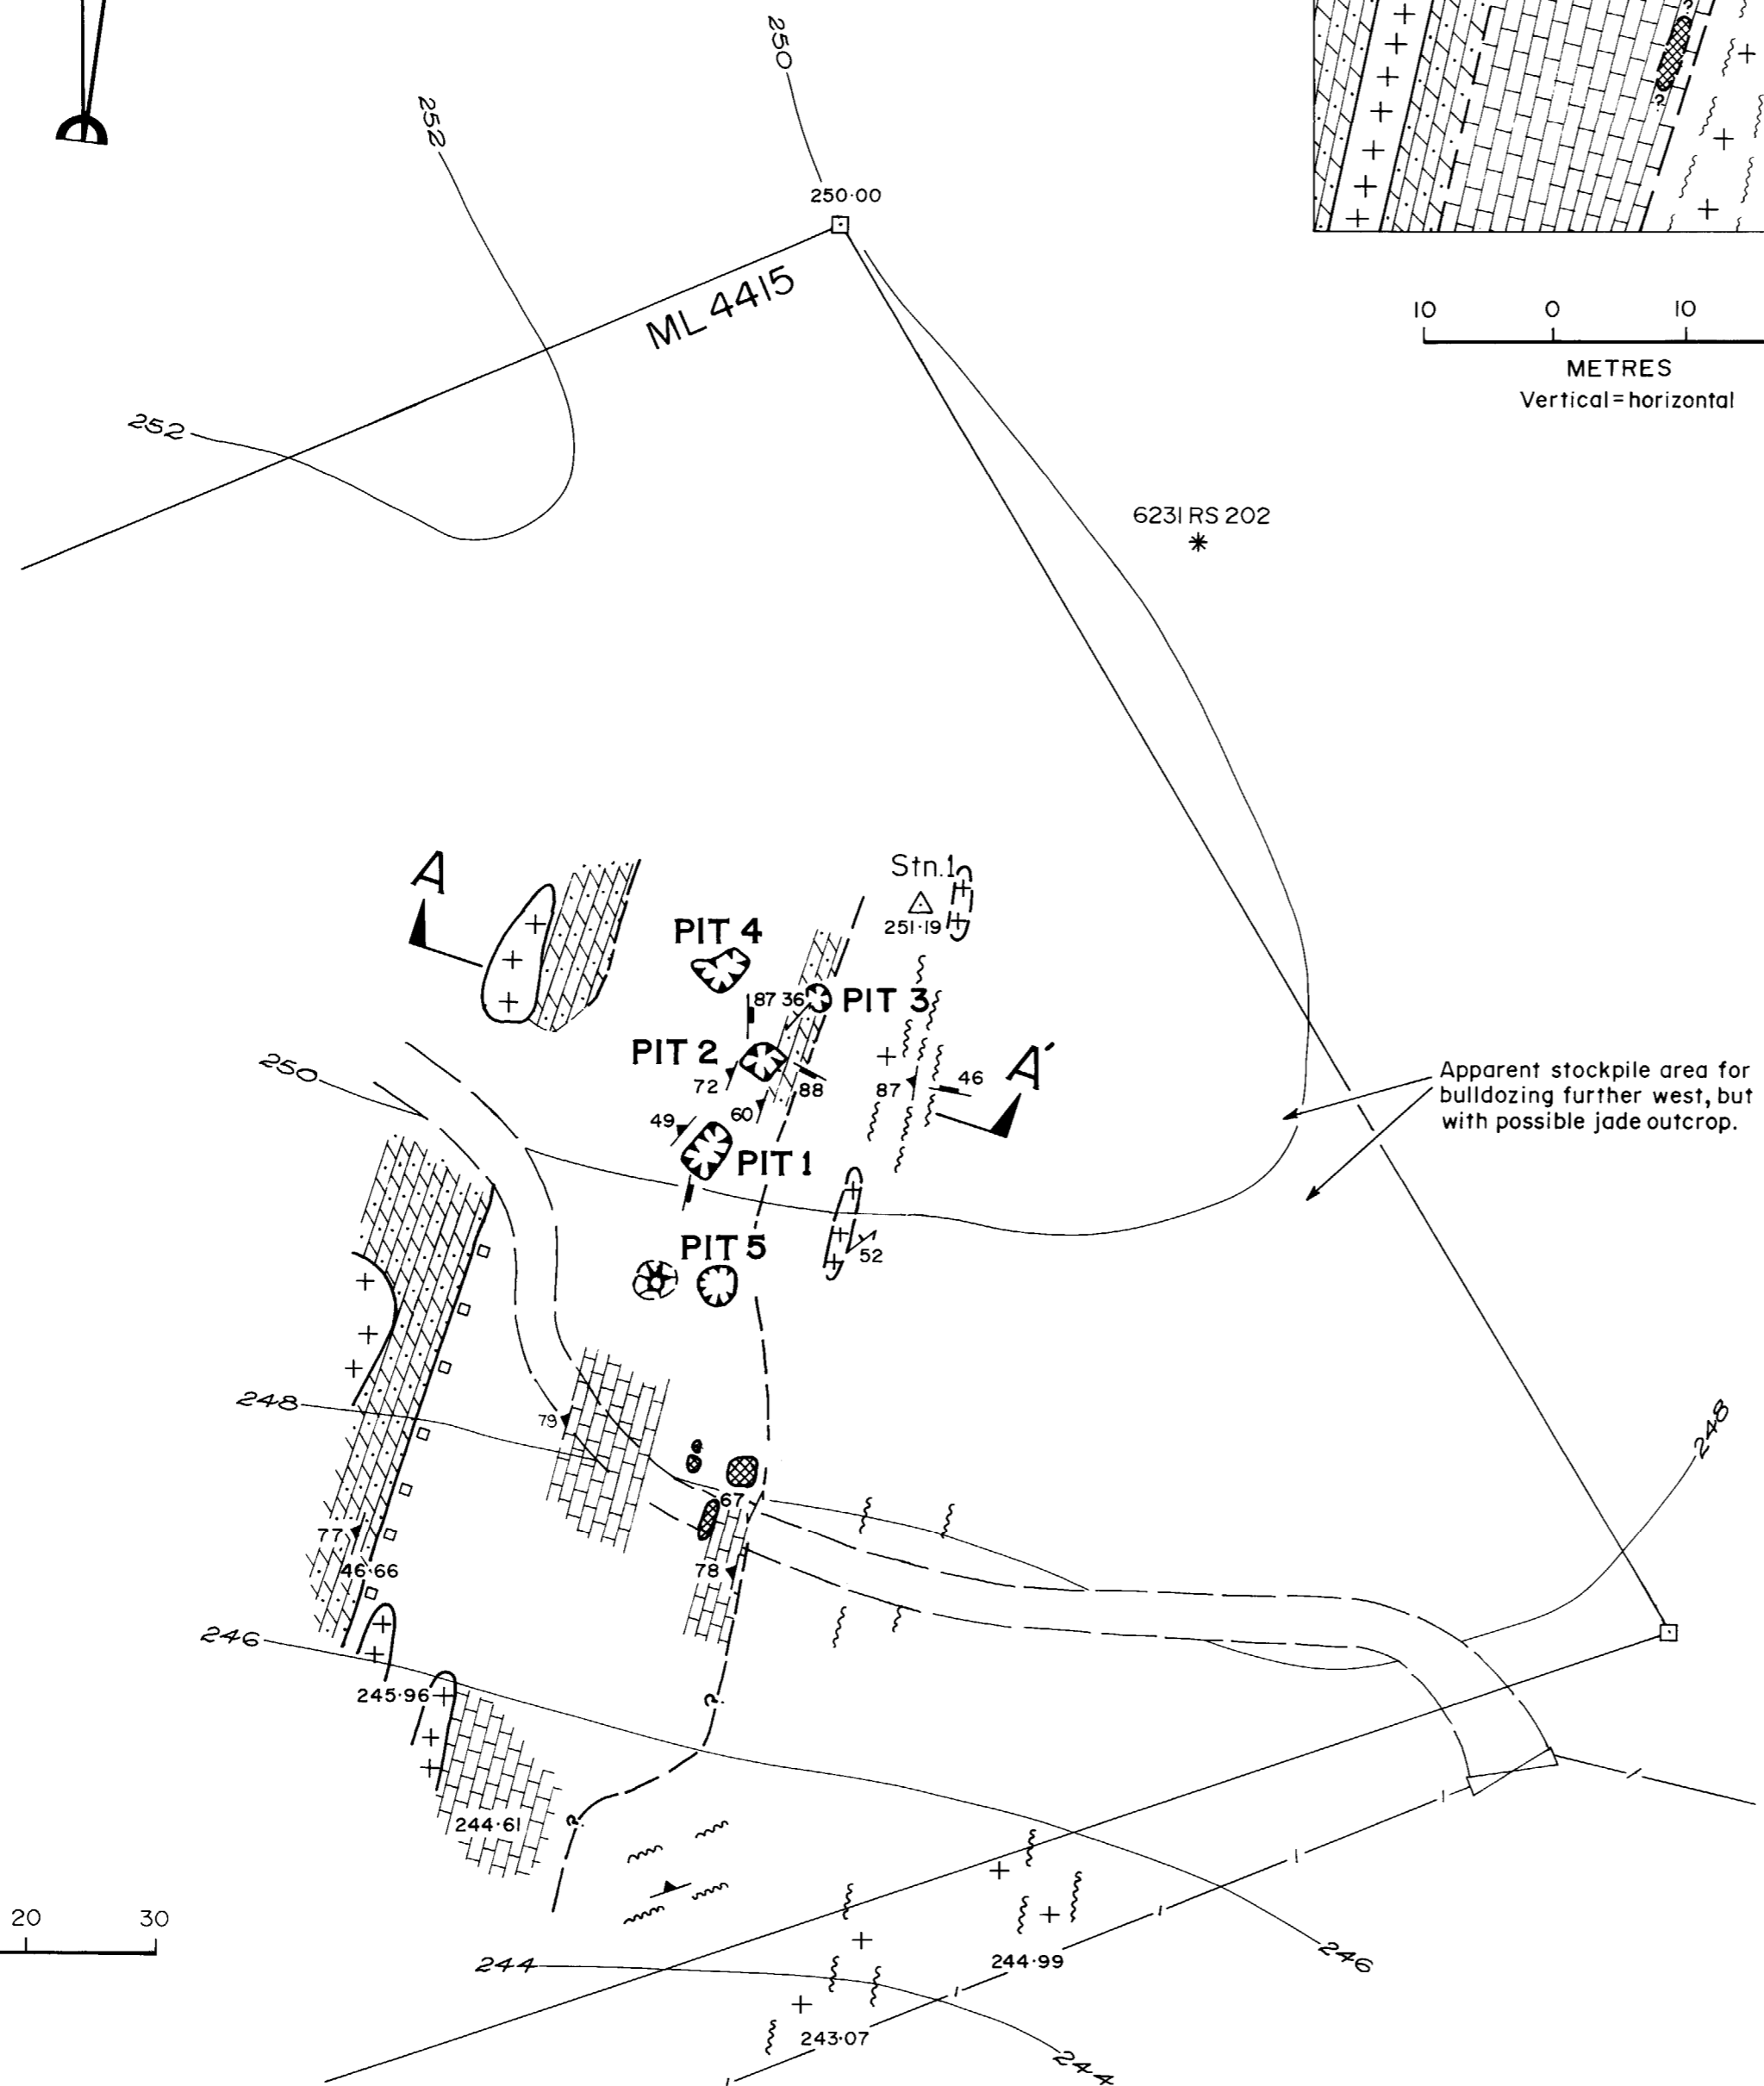 250
252
250·00
ML 4415
?
?
10 0 10
METRES
Vertical = horizontal
252
6231 RS 202
A
Stn.1
251·19
PIT 4
87 36
PIT 3
PIT 2
A′
250
72
88
87
46
60
49
PIT 1
Apparent stockpile area for
bulldozing further west, but
with possible jade outcrop.
PIT 5
52
248
79
248
67
77
46·66
78
246
?
245·96
244·61
?
20 30
244
244·99
246
243·07
244